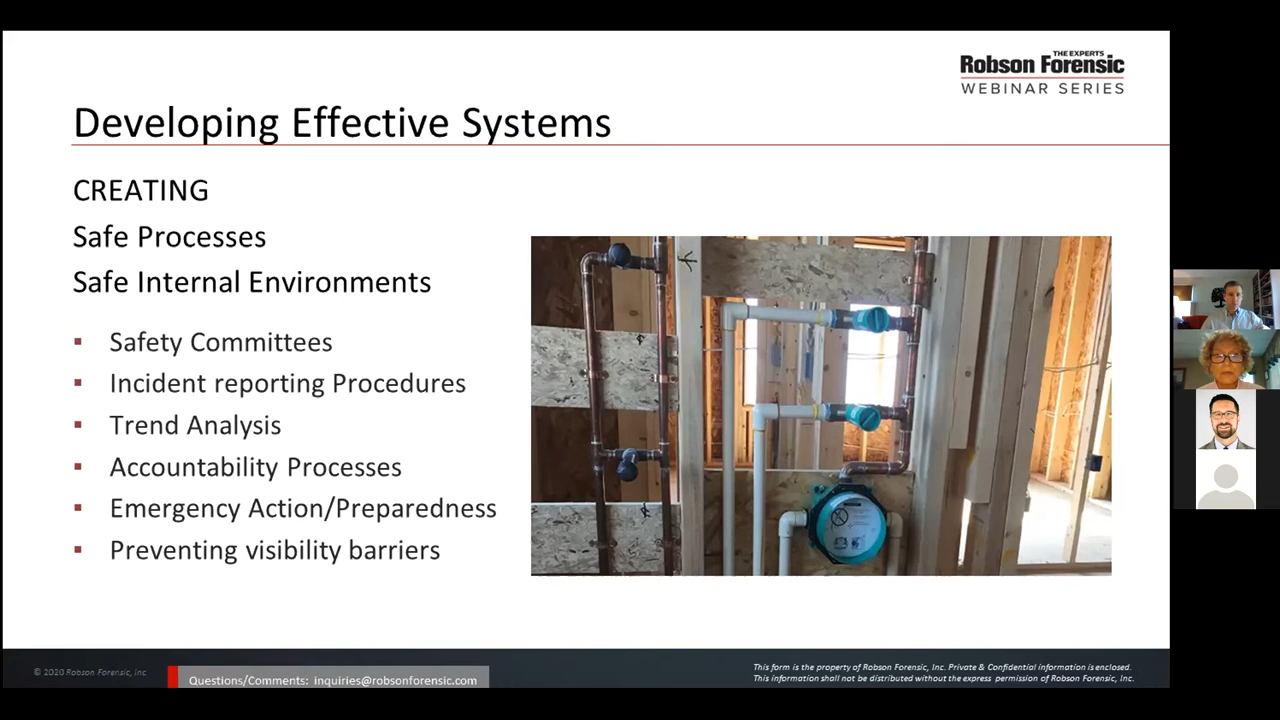 THE EXPERTS
Robson Forensic
WEBINAR SERIES
Developing Effective Systems
CREATING
Safe Processes
Safe Internal Environments
▪ Safety Committees
▪ Incident reporting Procedures
▪ Trend Analysis
▪ Accountability Processes
▪ Emergency Action/Preparedness
▪ Preventing visibility barriers
© 2020 Robson Forensic, Inc
Questions/Comments: inquiries@robsonforensic.com
This form is the property of Robson Forensic, Inc. Private & Confidential information is enclosed.
This information shall not be distributed without the express permission of Robson Forensic, Inc.